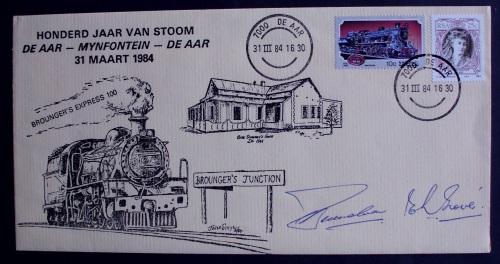 HONDERD JAAR VAN STOOM
DE AAR — MYNFONTEIN — DE AAR
31 MAART 1984
BROUNGER'S EXPRESS 100
BROUNGER'S JUNCTION
7000 DE AAR
31 III 84 16 30
7000 DE AAR
31 III 84 16 30
10c